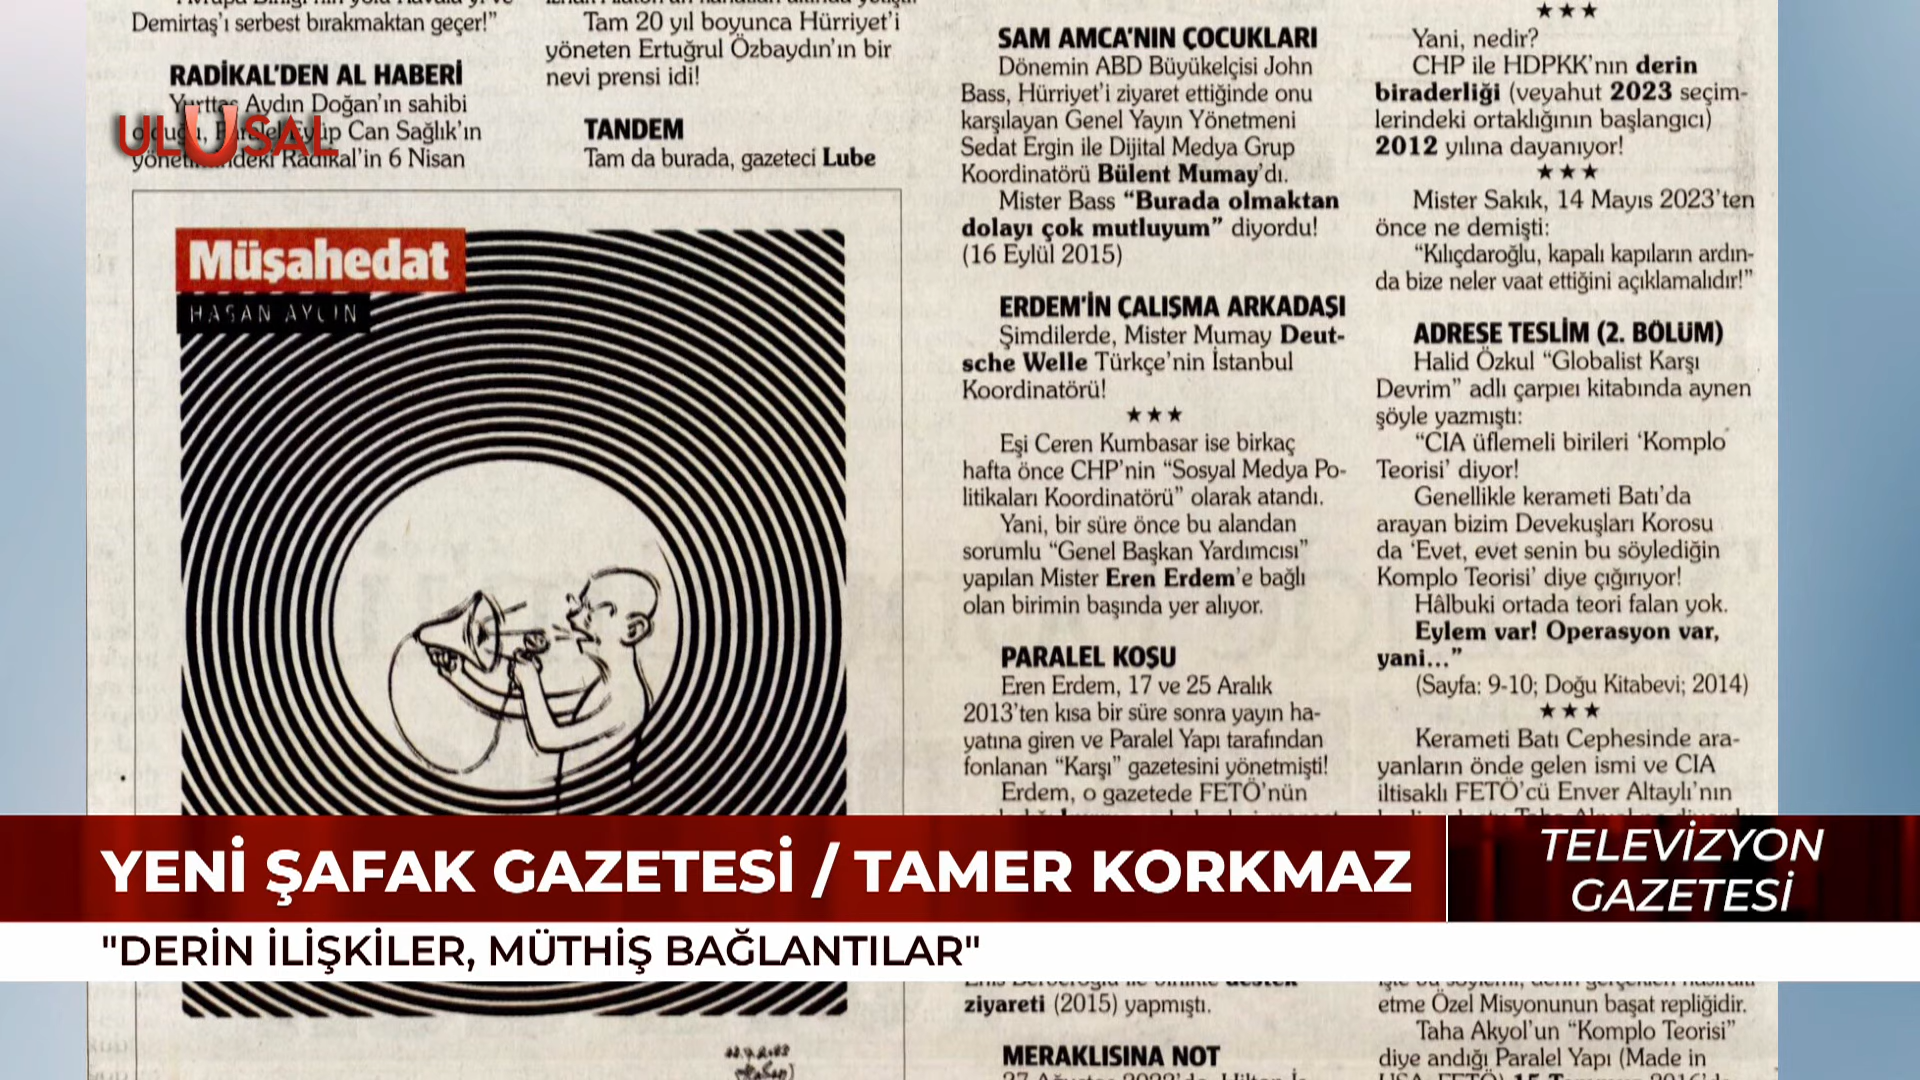 Demirtaş'ı serbest bırakmaktan geçer!"
RADİKAL'DEN AL HABERİ
Yurttaş Aydın Doğan'ın sahibi
olduğu, Paralel Eyüp Can Sağlık'ın
yönetimindeki Radikal'in 6 Nisan
ULUSAL
Tam 20 yıl boyunca Hürriyet'i
yöneten Ertuğrul Özbaydın'ın bir
nevi prensi idi!
TANDEM
Tam da burada, gazeteci Lube
Müşahedat
HASAN AYCIN
SAM AMCA'NIN ÇOCUKLARI
Dönemin ABD Büyükelçisi John
Bass, Hürriyet'i ziyaret ettiğinde onu
karşılayan Genel Yayın Yönetmeni
Sedat Ergin ile Dijital Medya Grup
Koordinatörü Bülent Mumay'dı.
Mister Bass "Burada olmaktan
dolayı çok mutluyum" diyordu!
(16 Eylül 2015)
ERDEM'İN ÇALIŞMA ARKADAŞI
Şimdilerde, Mister Mumay Deut-
sche Welle Türkçe'nin İstanbul
Koordinatörü!
★★★
Eşi Ceren Kumbasar ise birkaç
hafta önce CHP'nin "Sosyal Medya Po-
litikaları Koordinatörü" olarak atandı.
Yani, bir süre önce bu alandan
sorumlu "Genel Başkan Yardımcısı"
yapılan Mister Eren Erdem'e bağlı
olan birimin başında yer alıyor.
PARALEL KOŞU
Eren Erdem, 17 ve 25 Aralık
2013'ten kısa bir süre sonra yayın ha-
yatına giren ve Paralel Yapı tarafından
fonlanan "Karşı" gazetesini yönetmişti!
Erdem, o gazetede FETÖ'nün
ziyareti (2015) yapmıştı.
MERAKLISINA NOT
★★★
Yani, nedir?
CHP ile HDPKK'nın derin
biraderliği (veyahut 2023 seçim-
lerindeki ortaklığının başlangıcı)
2012 yılına dayanıyor!
★★★
Mister Sakık, 14 Mayıs 2023'ten
önce ne demişti:
"Kılıçdaroğlu, kapalı kapıların ardın-
da bize neler vaat ettiğini açıklamalıdır!"
ADRESE TESLİM (2. BÖLÜM)
Halid Özkul "Globalist Karşı
Devrim" adlı çarpıeı kitabında aynen
şöyle yazmıştı:
"CIA üflemeli birileri 'Komplo
Teorisi' diyor!
Genellikle kerameti Batı'da
arayan bizim Devekuşları Korosu
da 'Evet, evet senin bu söylediğin
Komplo Teorisi' diye çığırıyor!
Hâlbuki ortada teori falan yok.
Eylem var! Operasyon var,
yani..."
(Sayfa: 9-10; Doğu Kitabevi; 2014)
★★★
Kerameti Batı Cephesinde ara-
yanların önde gelen ismi ve CIA
iltisaklı FETÖ'cü Enver Altaylı'nın
etme Özel Misyonunun başat repliğidir.
Taha Akyol'un "Komplo Teorisi"
diye andığı Paralel Yapı (Made in
YENİ ŞAFAK GAZETESİ / TAMER KORKMAZ
TELEVİZYON
GAZETESİ
"DERİN İLİŞKİLER, MÜTHİŞ BAĞLANTILAR"